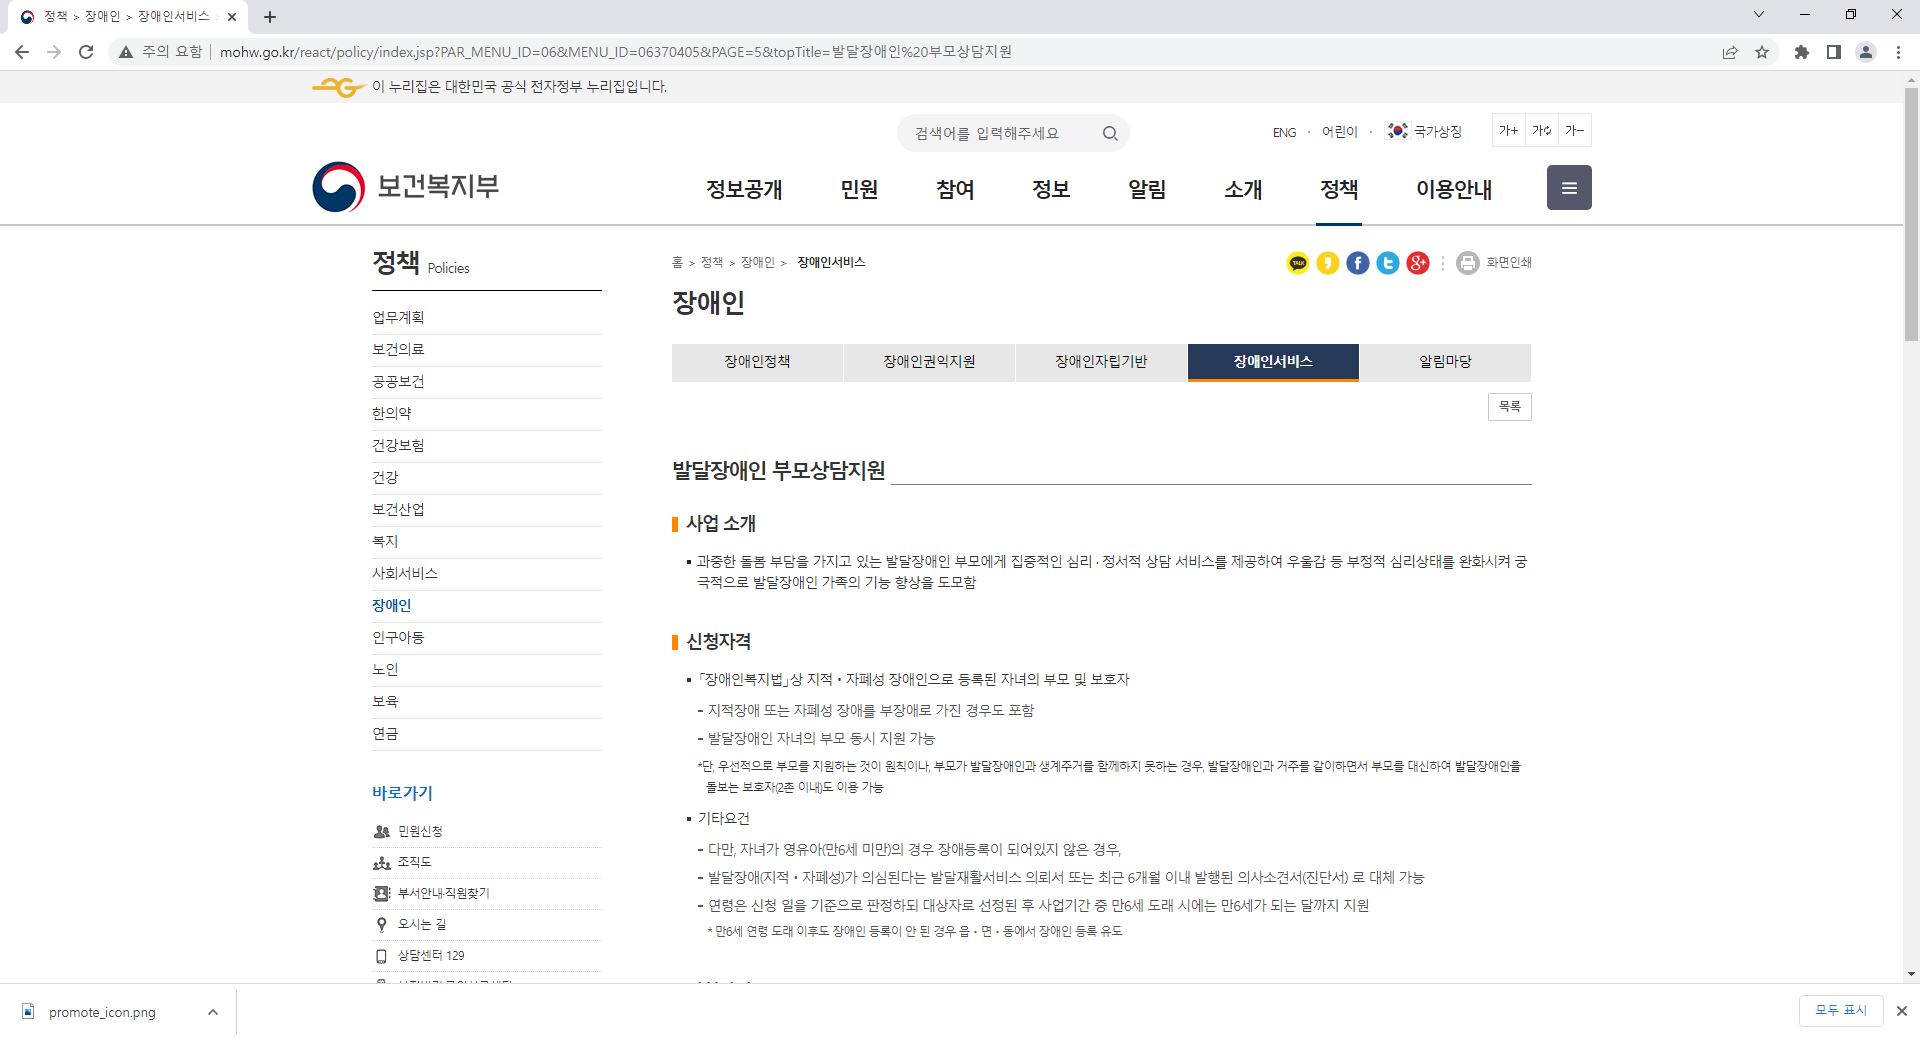 정책 > 장애인 > 장애인서비스
주의 요함 | mohw.go.kr/react/policy/index.jsp?PAR_MENU_ID=06&MENU_ID=06370405&PAGE=5&topTitle=발달장애인%20부모상담지원
이 누리집은 대한민국 공식 전자정부 누리집입니다.
검색어를 입력해주세요
ENG · 어린이 · 국가상징
가+ 가 가-
보건복지부
정보공개 민원 참여 정보 알림 소개 정책 이용안내
정책 Policies
업무계획
보건의료
공공보건
한의약
건강보험
건강
보건산업
복지
사회서비스
장애인
인구아동
노인
보육
연금
바로가기
민원신청
조직도
부서안내·직원찾기
오시는 길
상담센터 129
홈 > 정책 > 장애인 > 장애인서비스
TALK f t g+ 화면인쇄
장애인
장애인정책 장애인권익지원 장애인자립기반 장애인서비스 알림마당
목록
발달장애인 부모상담지원
사업 소개
▪ 과중한 돌봄 부담을 가지고 있는 발달장애인 부모에게 집중적인 심리·정서적 상담 서비스를 제공하여 우울감 등 부정적 심리상태를 완화시켜 궁
극적으로 발달장애인 가족의 기능 향상을 도모함
신청자격
▪ 「장애인복지법」상 지적・자폐성 장애인으로 등록된 자녀의 부모 및 보호자
- 지적장애 또는 자폐성 장애를 부장애로 가진 경우도 포함
- 발달장애인 자녀의 부모 동시 지원 가능
*단, 우선적으로 부모를 지원하는 것이 원칙이나, 부모가 발달장애인과 생계주거를 함께하지 못하는 경우, 발달장애인과 거주를 같이하면서 부모를 대신하여 발달장애인을
돌보는 보호자(2촌 이내)도 이용 가능
▪ 기타요건
- 다만, 자녀가 영유아(만6세 미만)의 경우 장애등록이 되어있지 않은 경우,
- 발달장애(지적・자폐성)가 의심된다는 발달재활서비스 의뢰서 또는 최근 6개월 이내 발행된 의사소견서(진단서) 로 대체 가능
- 연령은 신청 일을 기준으로 판정하되 대상자로 선정된 후 사업기간 중 만6세 도래 시에는 만6세가 되는 달까지 지원
* 만6세 연령 도래 이후도 장애인 등록이 안 된 경우 읍・면・동에서 장애인 등록 유도
promote_icon.png
모두 표시